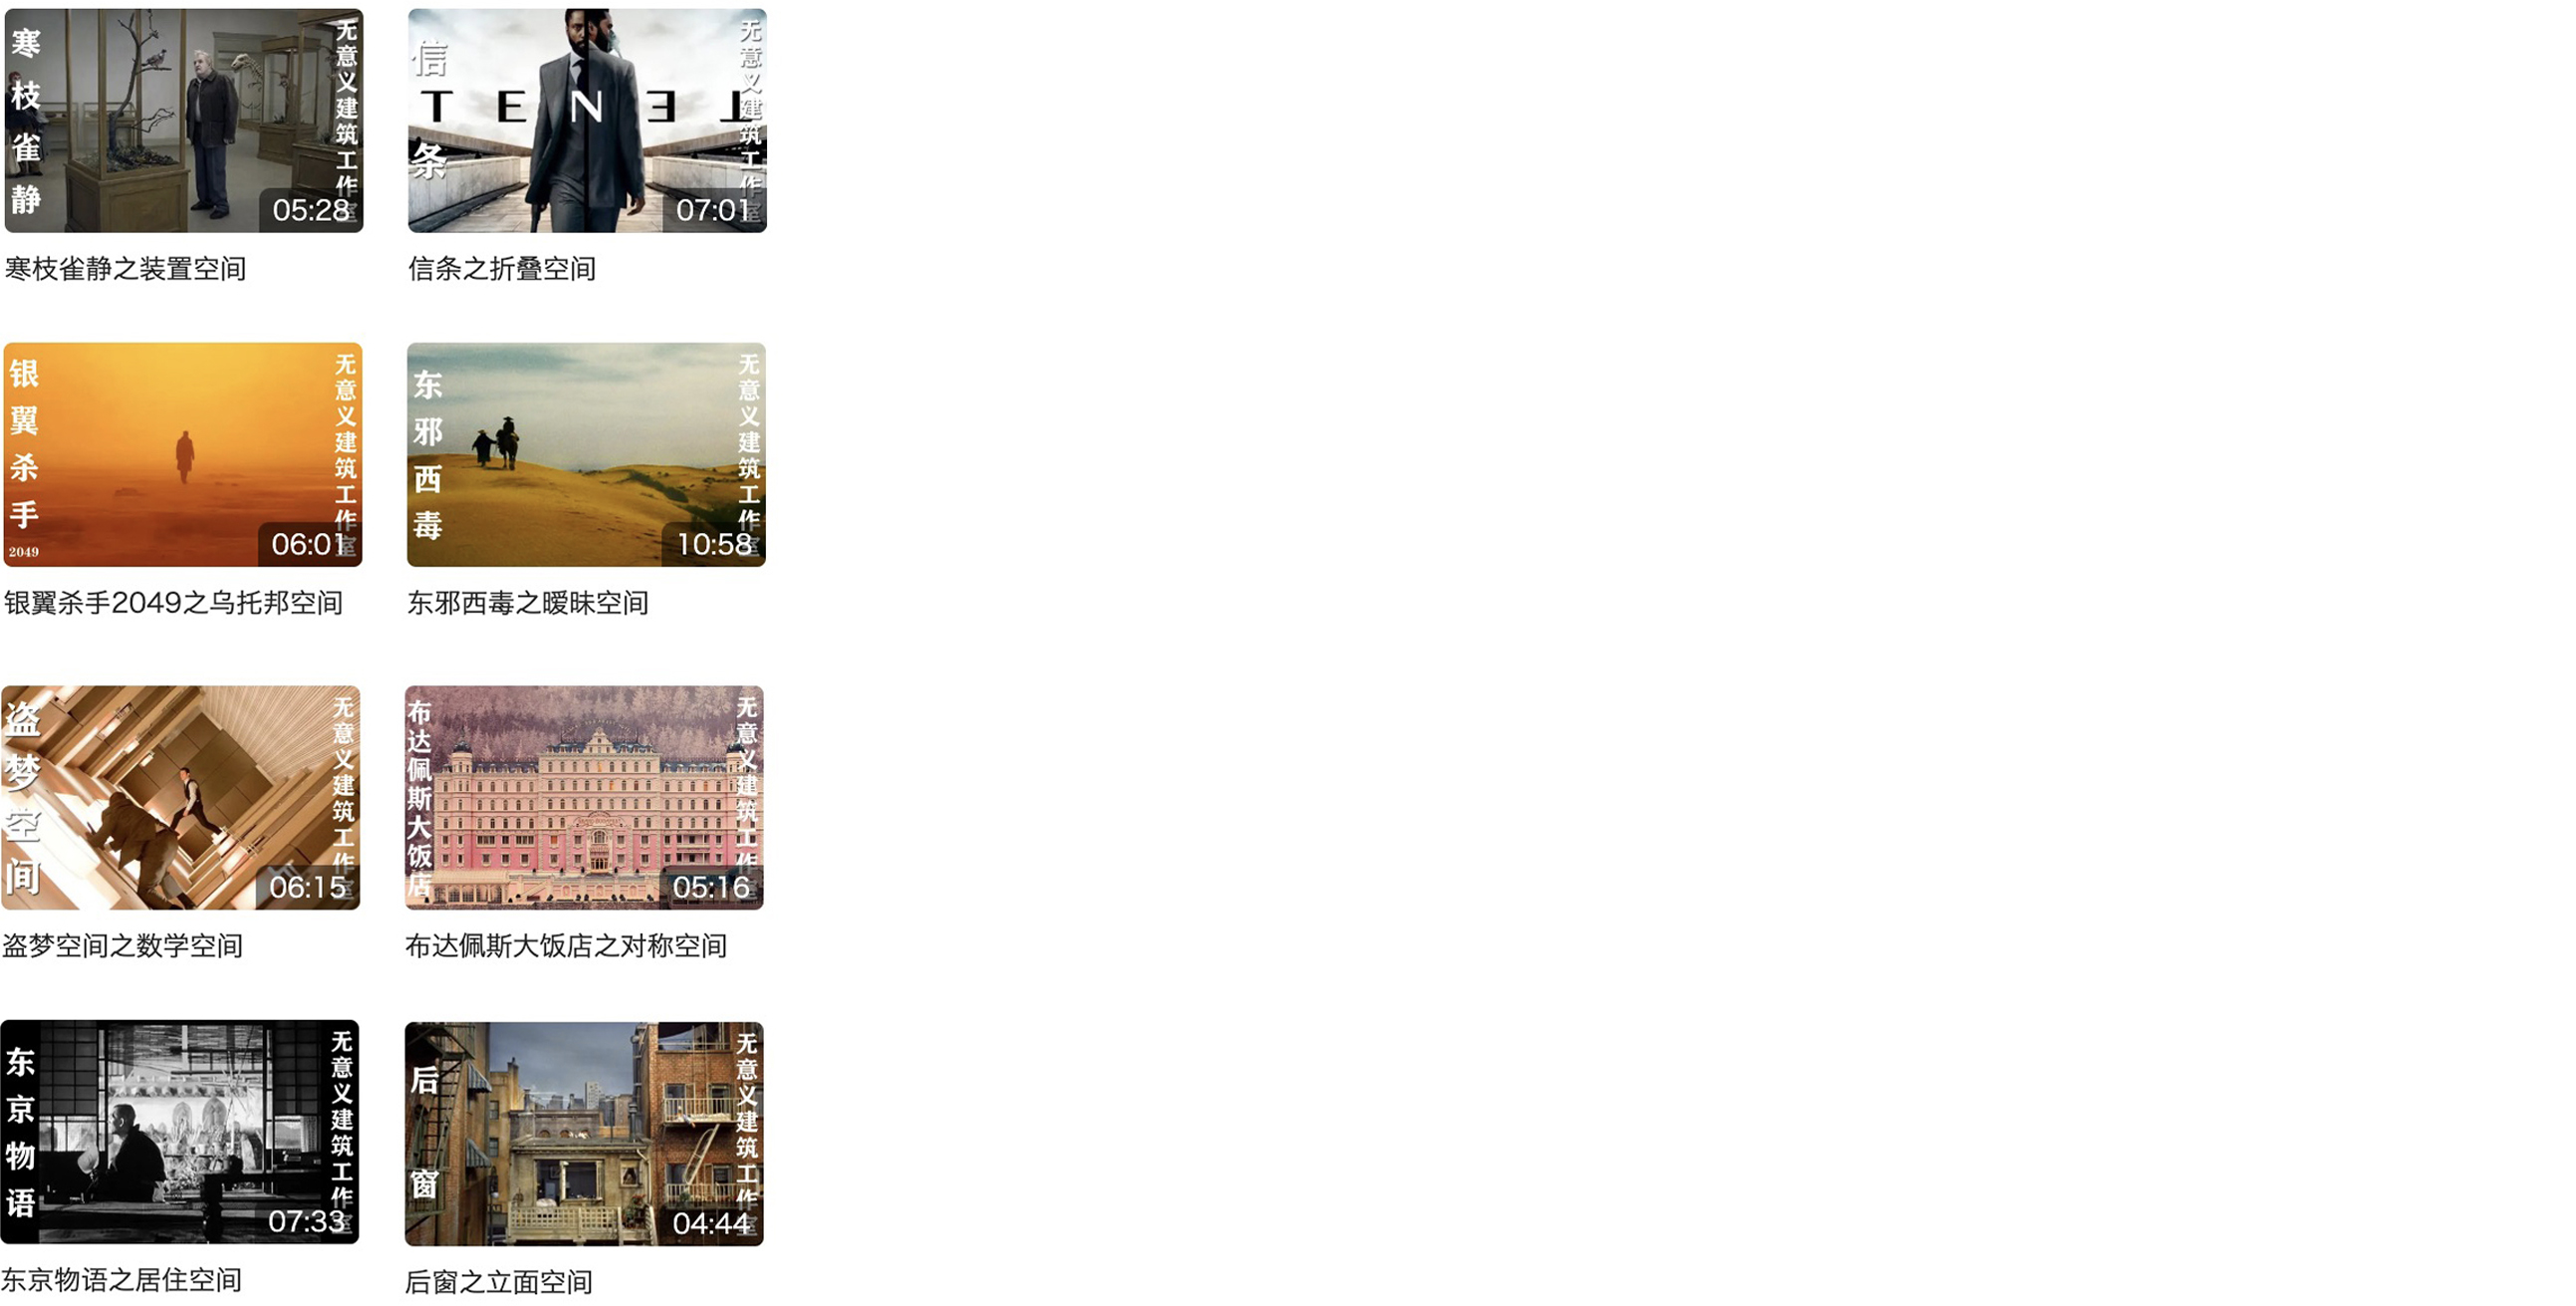 寒枝雀静
无意义建筑工作室
05:28
寒枝雀静之装置空间
信条
TENET
无意义建筑工作室
07:01
信条之折叠空间
银翼杀手
2049
无意义建筑工作室
06:01
银翼杀手2049之乌托邦空间
东邪西毒
无意义建筑工作室
10:58
东邪西毒之暧昧空间
盗梦空间
无意义建筑工作室
06:15
盗梦空间之数学空间
布达佩斯大饭店
无意义建筑工作室
05:16
布达佩斯大饭店之对称空间
东京物语
无意义建筑工作室
07:33
东京物语之居住空间
后窗
无意义建筑工作室
04:44
后窗之立面空间